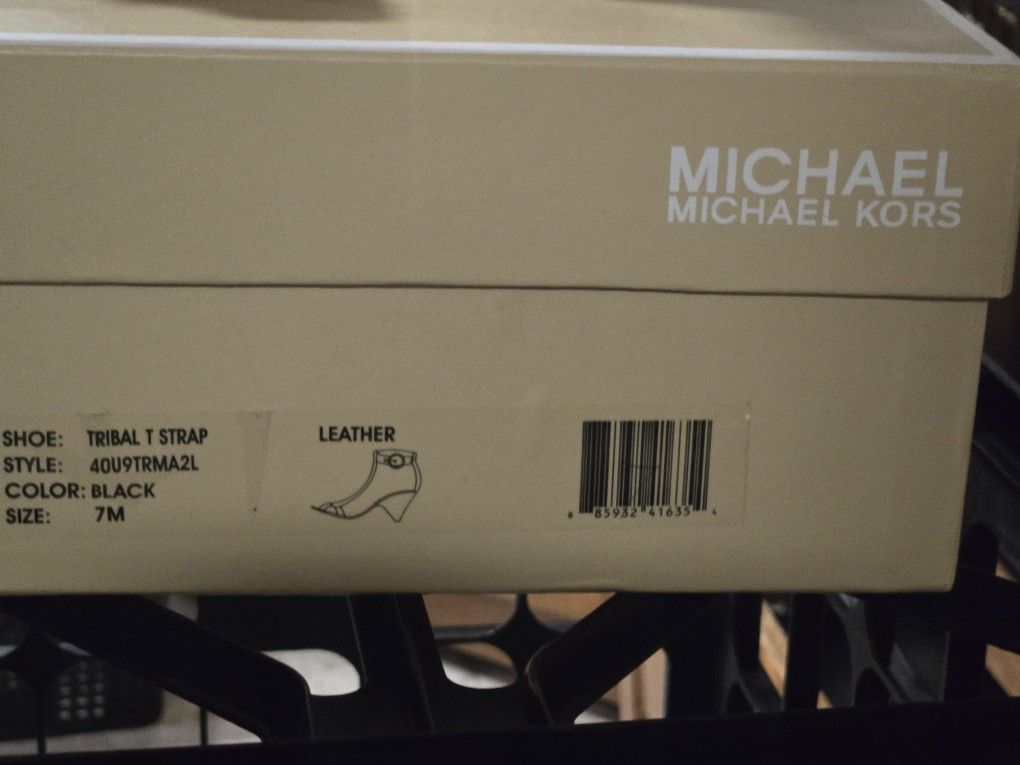 MICHAEL
MICHAEL KORS
SHOE: TRIBAL T STRAP
STYLE: 40U9TRMA2L
COLOR: BLACK
SIZE: 7M
LEATHER
8 85932 41635 4